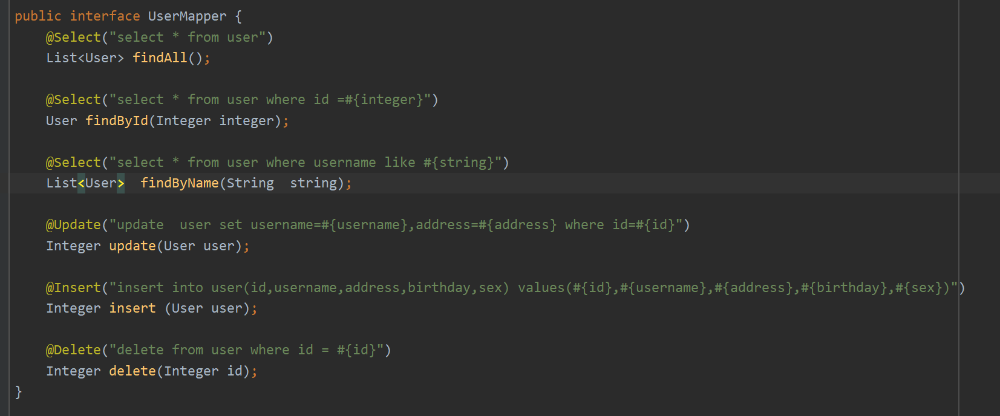 public interface UserMapper {
@Select("select * from user")
List<User> findAll();
@Select("select * from user where id =#{integer}")
User findById(Integer integer);
@Select("select * from user where username like #{string}")
List<User>  findByName(String  string);
@Update("update  user set username=#{username},address=#{address} where id=#{id}")
Integer update(User user);
@Insert("insert into user(id,username,address,birthday,sex) values(#{id},#{username},#{address},#{birthday},#{sex})")
Integer insert (User user);
@Delete("delete from user where id = #{id}")
Integer delete(Integer id);
}